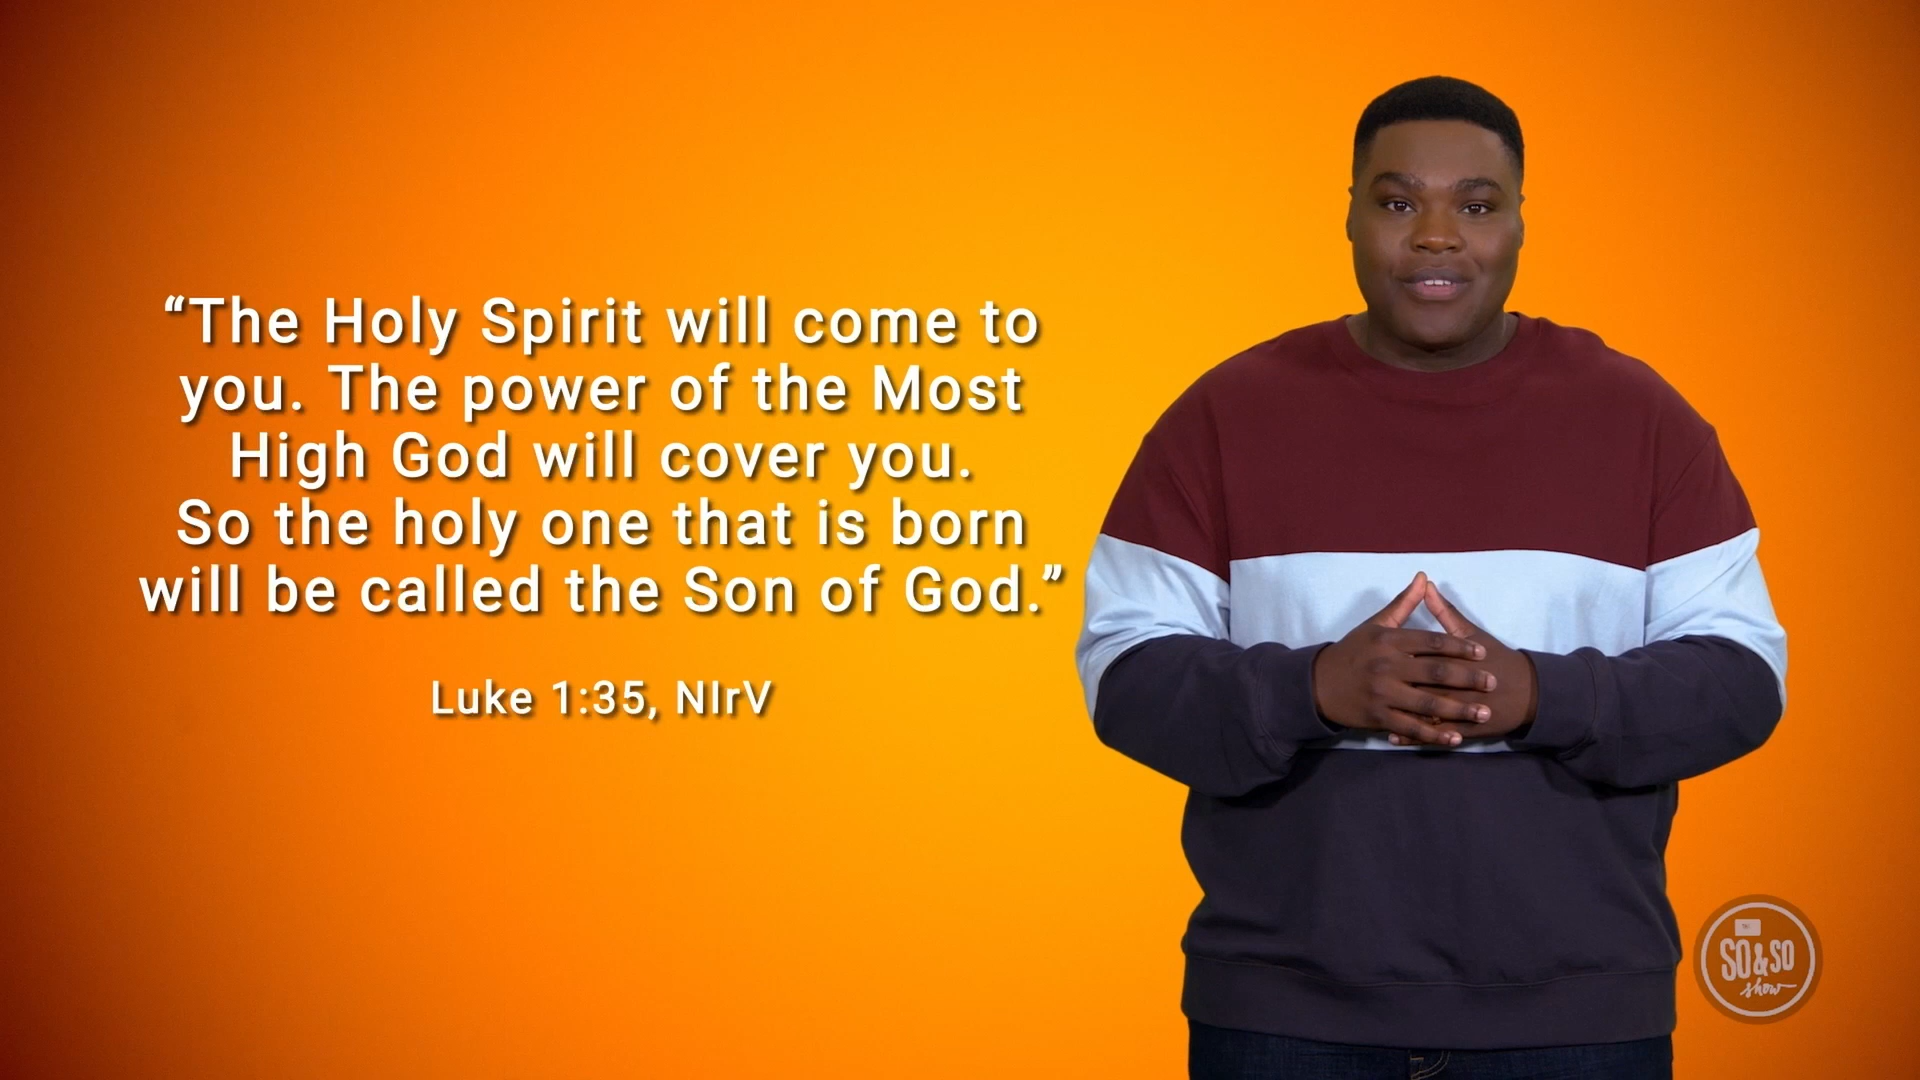 “The Holy Spirit will come to
you. The power of the Most
High God will cover you.
So the holy one that is born
will be called the Son of God.”
Luke 1:35, NIrV
SO & SO
show